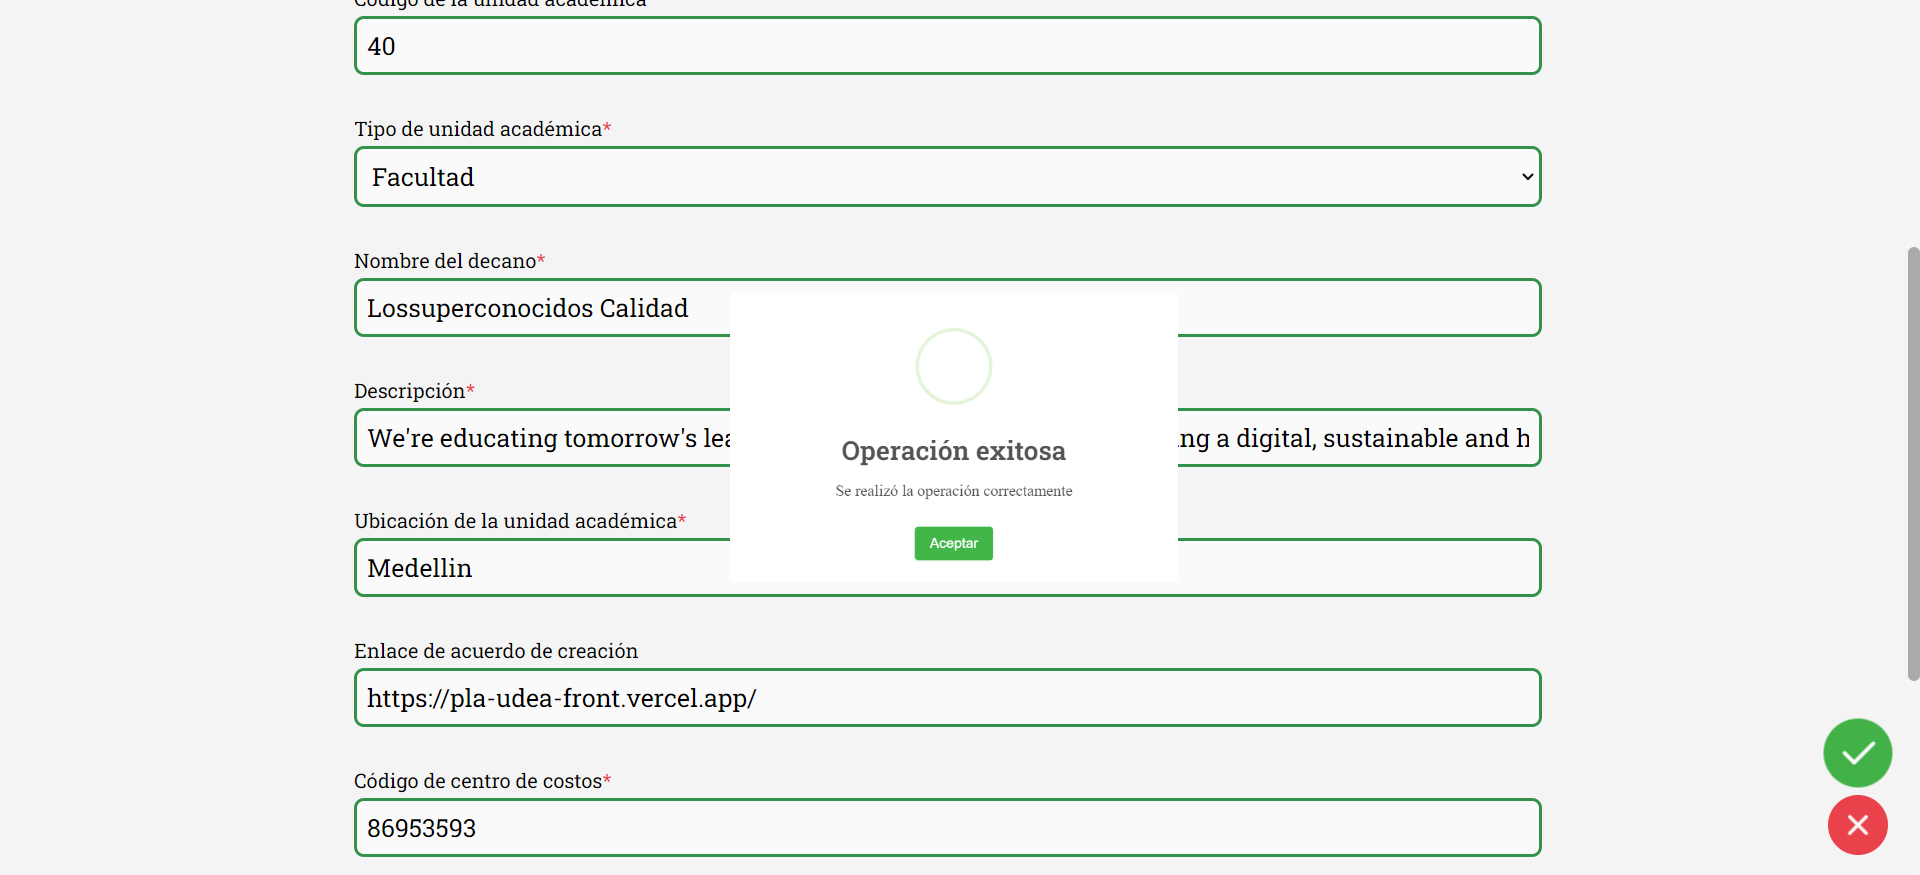 Código de la unidad académica
40
Tipo de unidad académica*
Facultad
Nombre del decano*
Lossuperconocidos Calidad
Descripción*
We're educating tomorrow's lea
ng a digital, sustainable and h
Operación exitosa
Se realizó la operación correctamente
Aceptar
Ubicación de la unidad académica*
Medellin
Enlace de acuerdo de creación
https://pla-udea-front.vercel.app/
Código de centro de costos*
86953593